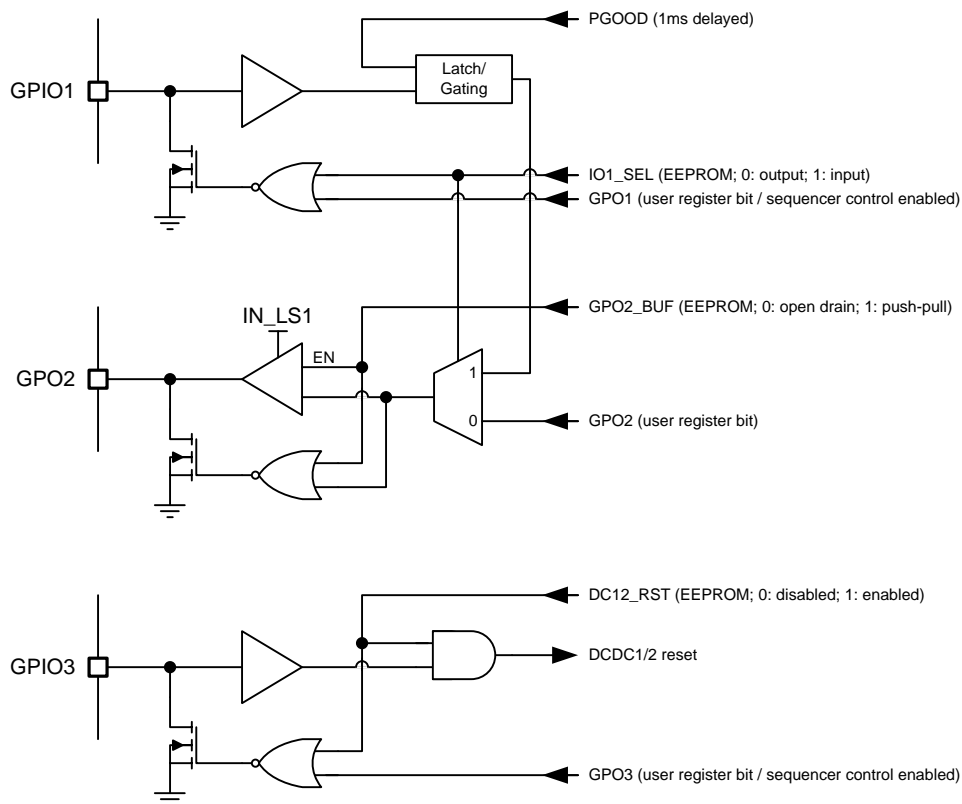 PGOOD (1ms delayed)
Latch/
Gating
GPIO1
IO1_SEL (EEPROM; 0: output; 1: input)
GPO1 (user register bit / sequencer control enabled)
GPO2_BUF (EEPROM; 0: open drain; 1: push-pull)
IN_LS1
EN
1
GPO2
0
GPO2 (user register bit)
DC12_RST (EEPROM; 0: disabled; 1: enabled)
GPIO3
DCDC1/2 reset
GPO3 (user register bit / sequencer control enabled)